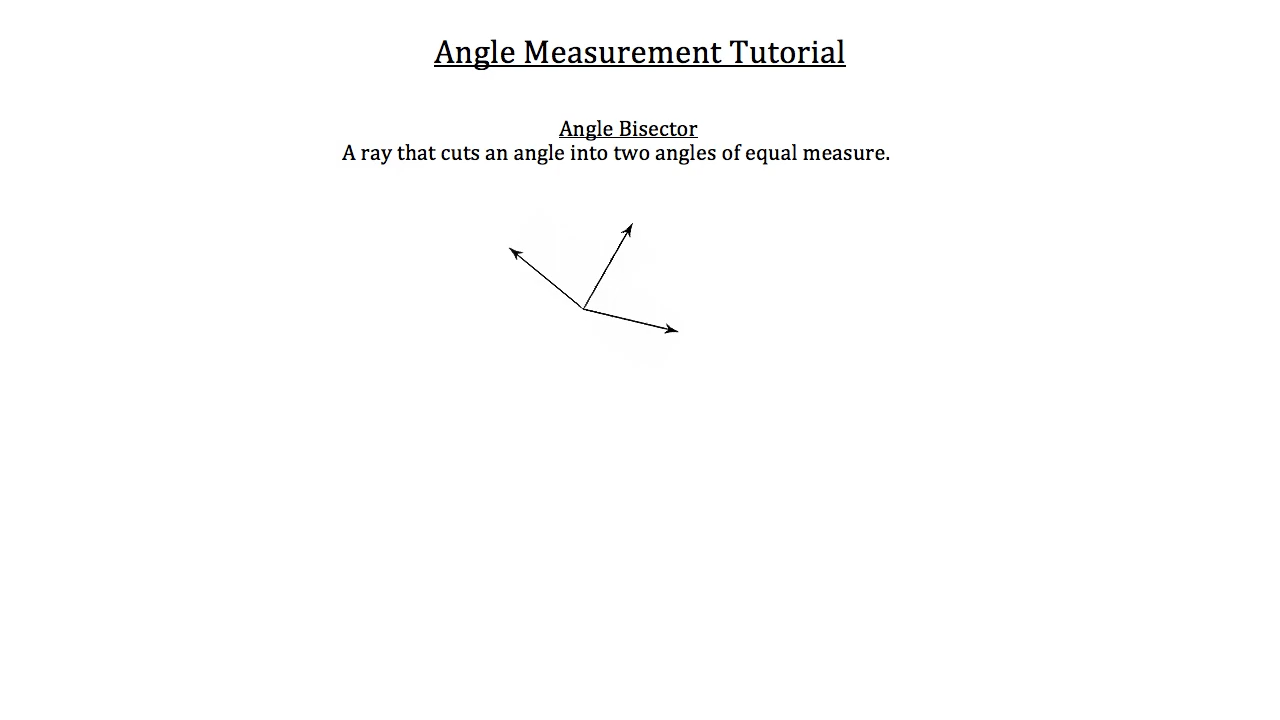 Angle Measurement Tutorial
Angle Bisector
A ray that cuts an angle into two angles of equal measure.